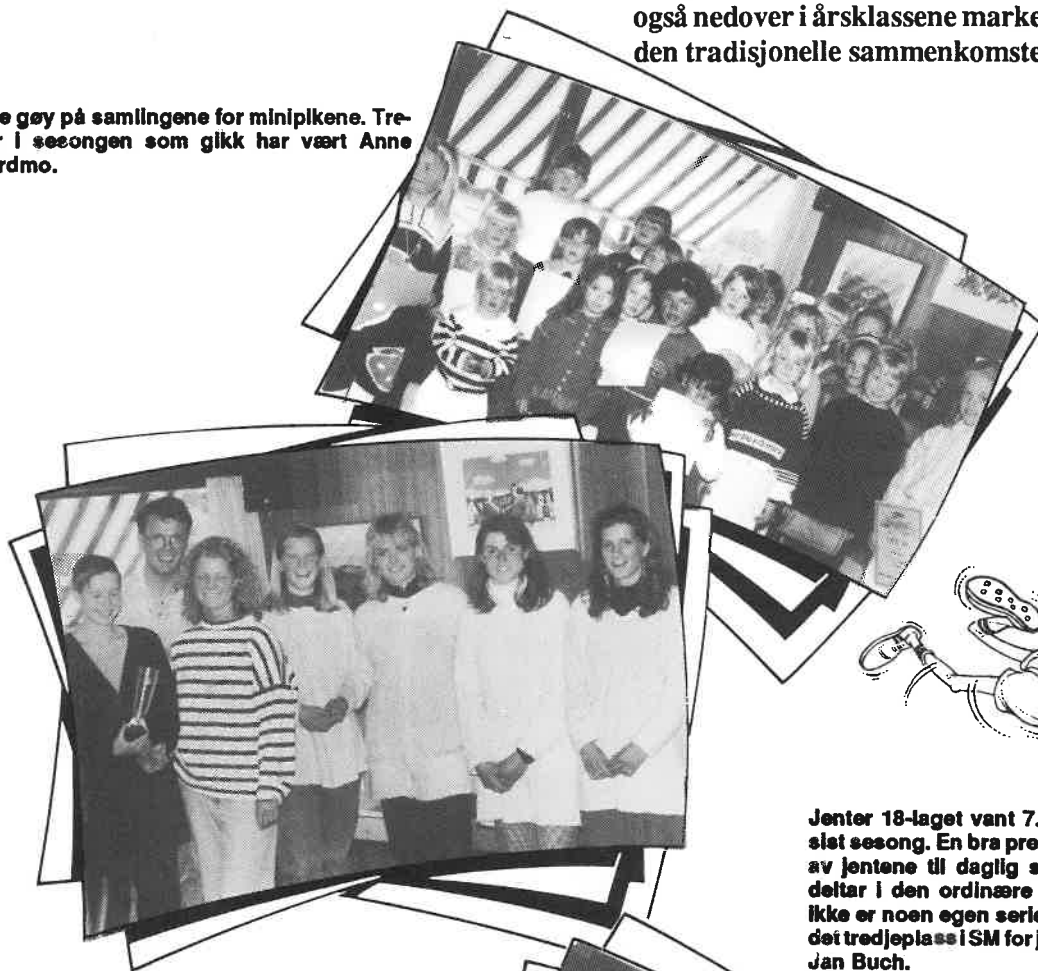 også nedover i årsklassene marke
den tradisjonelle sammenkomste
e gøy på samlingene for minipikene. Tre-
r i sesongen som gikk har vært Anne
rdmo.
Jenter 18-laget vant 7.
sist sesong. En bra pre
av jentene til daglig s
deltar i den ordinære
ikke er noen egen serie
det tredjeplass i SM for j
Jan Buch.